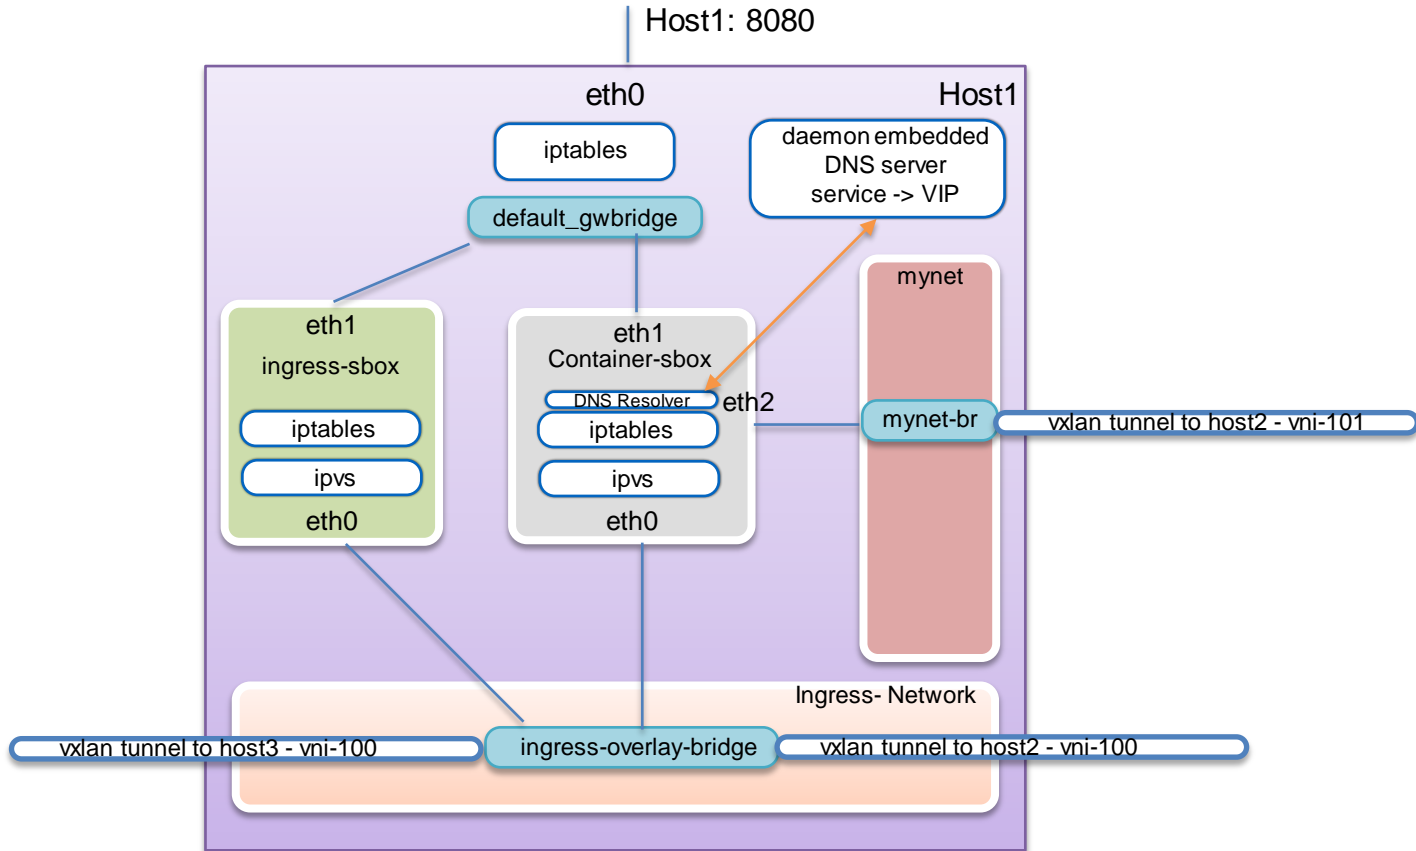 Host1: 8080
eth0
Host1
iptables
daemon embedded
DNS server
service -> VIP
default_gwbridge
mynet
eth1
ingress-sbox
iptables
ipvs
eth0
eth1
Container-sbox
DNS Resolver
eth2
iptables
ipvs
eth0
mynet-br
vxlan tunnel to host2 - vni-101
Ingress- Network
vxlan tunnel to host3 - vni-100
ingress-overlay-bridge
vxlan tunnel to host2 - vni-100